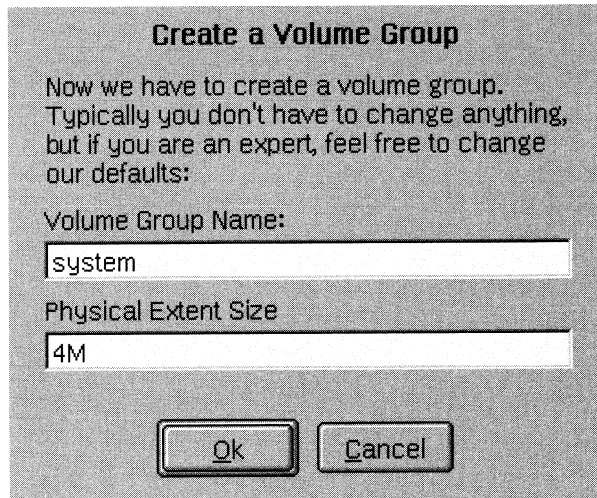 Create a Volume Group
Now we have to create a volume group.
Typically you don't have to change anything,
but if you are an expert, feel free to change
our defaults:
Volume Group Name:
system
Physical Extent Size
4M
Ok
Cancel